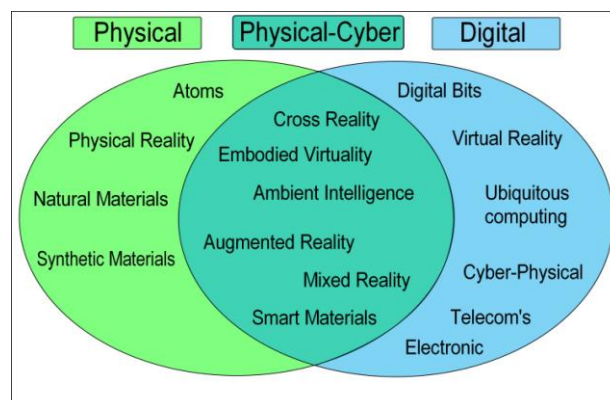 Physical
Physical-Cyber
Digital
Atoms
Physical Reality
Natural Materials
Synthetic Materials
Cross Reality
Embodied Virtuality
Ambient Intelligence
Augmented Reality
Mixed Reality
Smart Materials
Digital Bits
Virtual Reality
Ubiquitous
computing
Cyber-Physical
Telecom's
Electronic